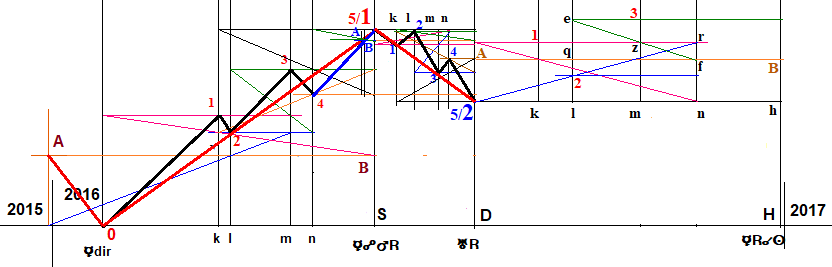 5/1
k l m n
2
e
3
A
B
1
1
r
A
3
4
q
z
f
B
3
4
2
1
2
5/2
k
l
m
n
h
A
B
2015
2016
0
S
D
H
2017
k l m n
☿dir
☿☍♂R
♅R
☿R☌☉